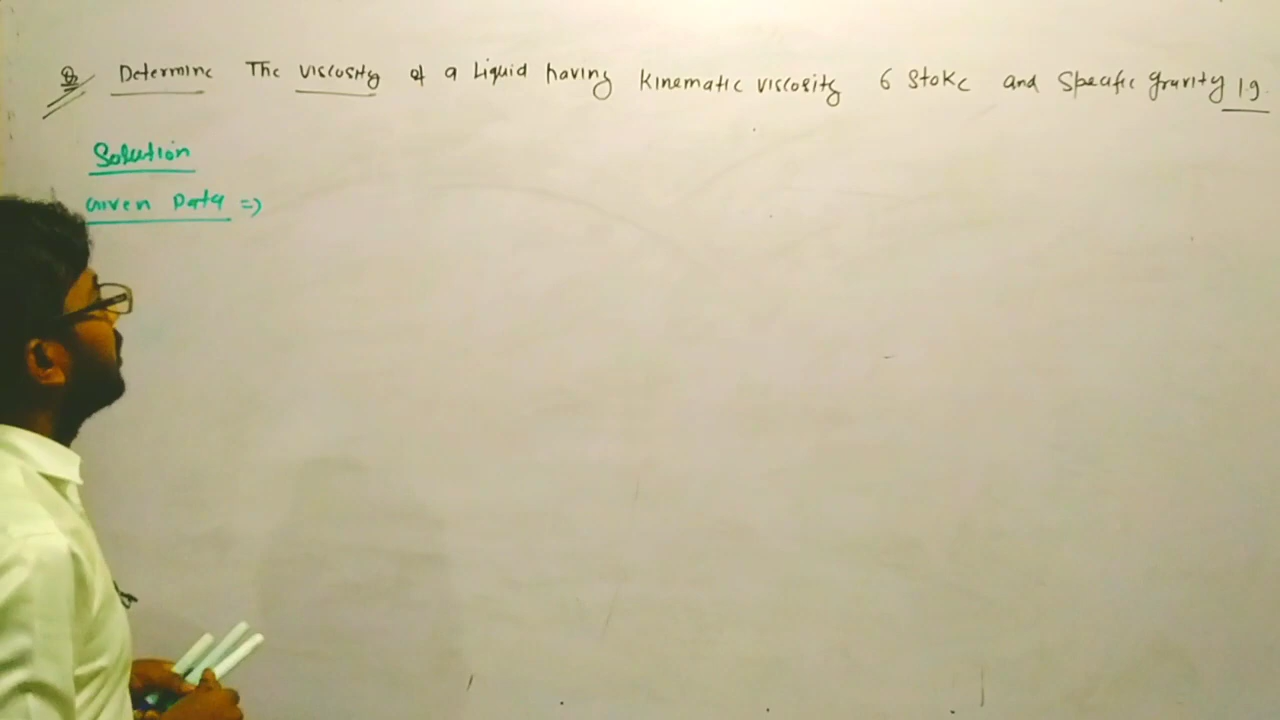 Q Determine The viscosity of a Liquid having Kinematic viscosity 6 Stoke and Specific gravity 1.9.
Solution
Given Data =>